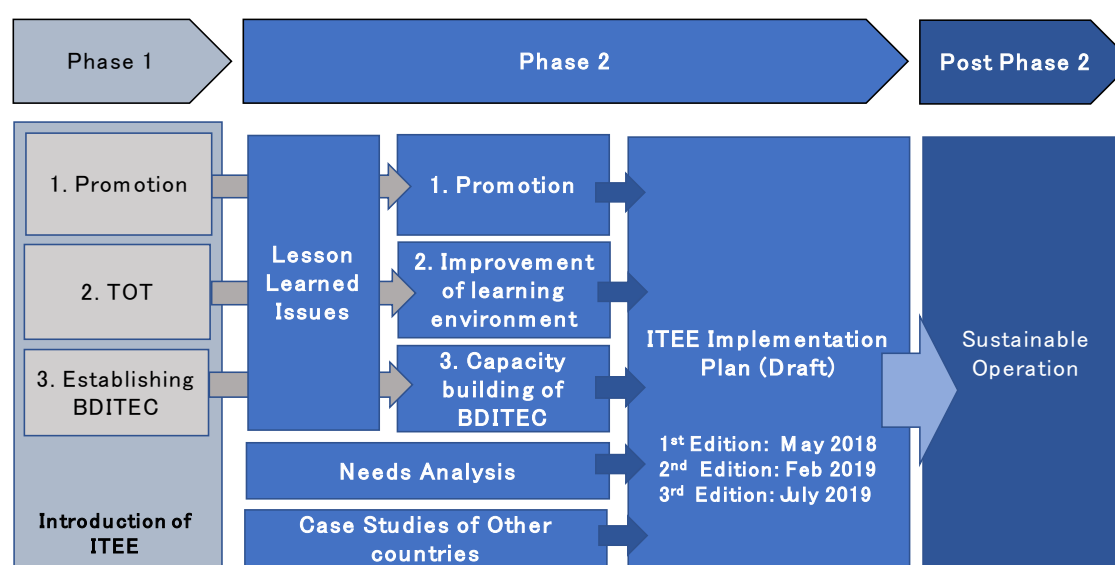 Phase 1
Phase 2
Post Phase 2
1. Promotion
2. TOT
3. Establishing
BDITEC
Introduction of
ITEE
Lesson
Learned
Issues
1. Promotion
2. Improvement
of learning
environment
3. Capacity
building of
BDITEC
Needs Analysis
Case Studies of Other
countries
ITEE Implementation
Plan (Draft)
1st Edition: May 2018
2nd Edition: Feb 2019
3rd Edition: July 2019
Sustainable
Operation